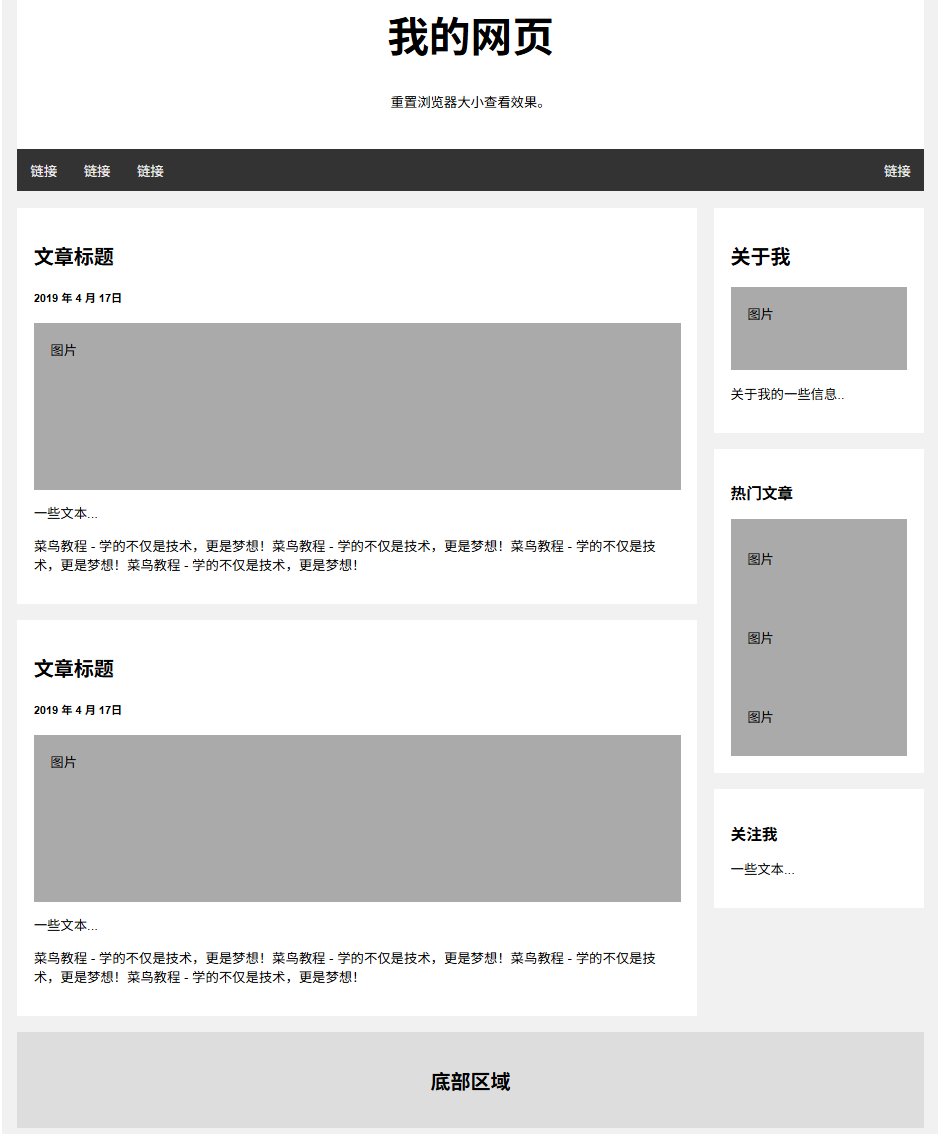 我的网页
重置浏览器大小查看效果。
链接 链接 链接 链接
文章标题
2019 年 4 月 17日
图片
一些文本...
菜鸟教程 - 学的不仅是技术，更是梦想！菜鸟教程 - 学的不仅是技术，更是梦想！菜鸟教程 - 学的不仅是技
术，更是梦想！菜鸟教程 - 学的不仅是技术，更是梦想！
文章标题
2019 年 4 月 17日
图片
一些文本...
菜鸟教程 - 学的不仅是技术，更是梦想！菜鸟教程 - 学的不仅是技术，更是梦想！菜鸟教程 - 学的不仅是技
术，更是梦想！菜鸟教程 - 学的不仅是技术，更是梦想！
关于我
图片
关于我的一些信息..
热门文章
图片
图片
图片
关注我
一些文本...
底部区域